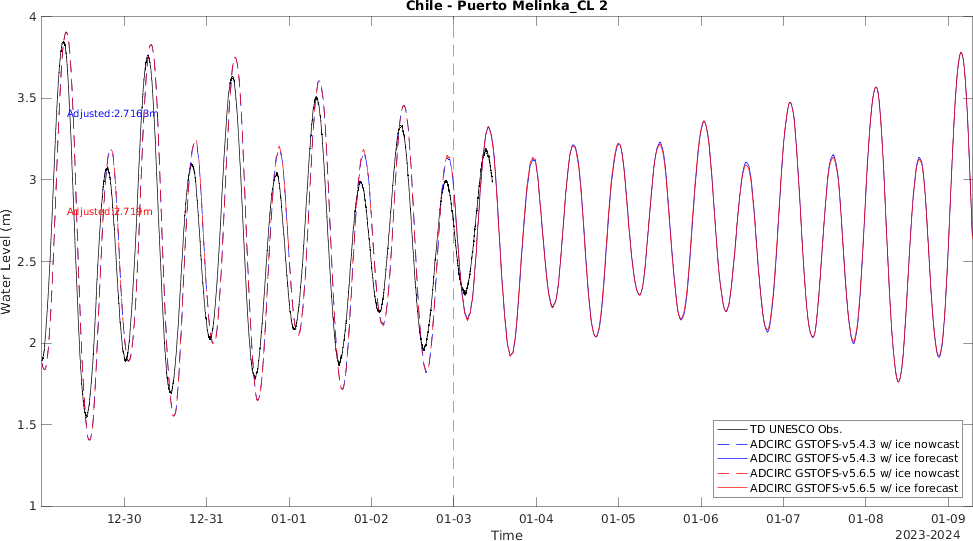 Chile - Puerto Melinka_CL 2
4
3.5
3
2.5
2
1.5
1
Water Level (m)
Adjusted:2.7168m
Adjusted:2.719m
TD UNESCO Obs.
ADCIRC GSTOFS-v5.4.3 w/ ice nowcast
ADCIRC GSTOFS-v5.4.3 w/ ice forecast
ADCIRC GSTOFS-v5.6.5 w/ ice nowcast
ADCIRC GSTOFS-v5.6.5 w/ ice forecast
12-30 12-31 01-01 01-02 01-03 01-04 01-05 01-06 01-07 01-08 01-09
Time
2023-2024